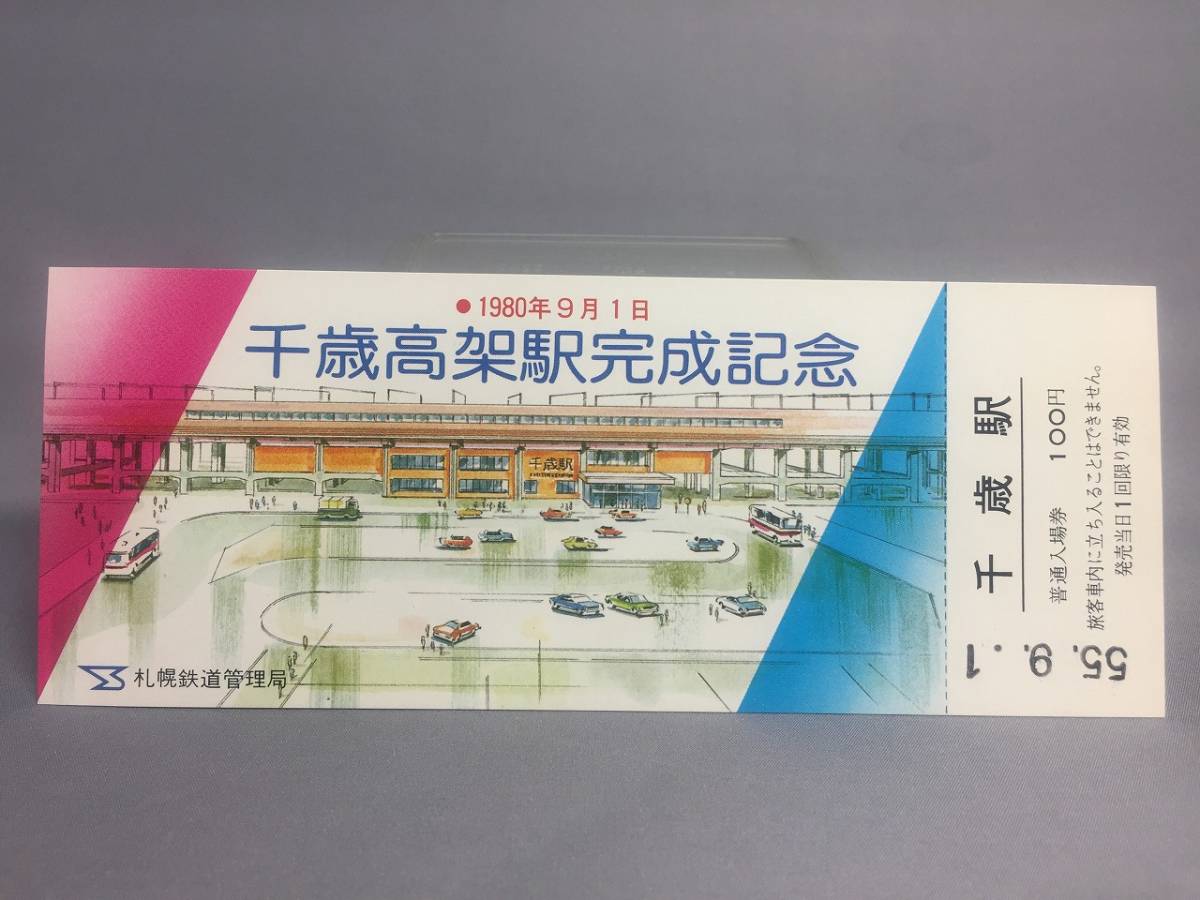 ●1980年9月1日
千歳高架駅完成記念
千歳駅
札幌鉄道管理局
千歳駅
普通入場券 100円
旅客車内に立ち入ることはできません。
発売当日1回限り有効
55.9.1